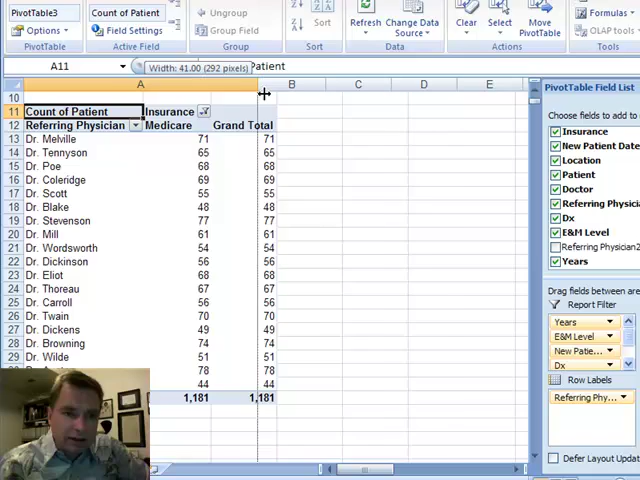 PivotTable3
Options
PivotTable
Count of Patient
Field Settings
Active Field
Ungroup
Group Field
Group
Sort
Refresh
Change Data
Source
Data
Clear
Select
Move
PivotTable
Actions
Formulas
OLAP tools
Tools
A11
Width: 41.00 (292 pixels)
Patient
A
B
C
D
E
10
11 Count of Patient Insurance
12 Referring Physician Medicare Grand Total
13 Dr. Melville 71 71
14 Dr. Tennyson 65 65
15 Dr. Poe 68 68
16 Dr. Coleridge 69 69
17 Dr. Scott 55 55
18 Dr. Blake 48 48
19 Dr. Stevenson 77 77
20 Dr. Mill 61 61
21 Dr. Wordsworth 54 54
22 Dr. Dickinson 56 56
23 Dr. Eliot 68 68
24 Dr. Thoreau 67 67
25 Dr. Carroll 56 56
26 Dr. Twain 70 70
27 Dr. Dickens 49 49
28 Dr. Browning 74 74
29 Dr. Wilde 51 51
78 78
44 44
1,181 1,181
PivotTable Field List
Choose fields to add to
Insurance
New Patient Date
Location
Patient
Doctor
Referring Physicia
Dx
E&M Level
Referring Physician2
Years
Drag fields between are
Report Filter
Years
E&M Level
New Patie...
Dx
Row Labels
Referring Phy...
Defer Layout Updat